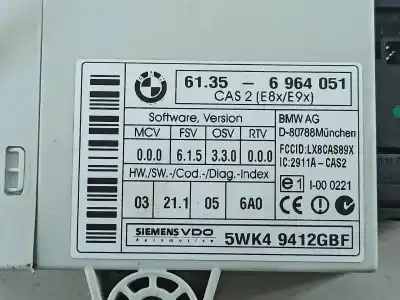 BMW
61.35 - 6 964 051
CAS 2 (E8x/E9x)
Software, Version
MCV FSV OSV RTV
0.0.0 6.1.5 3.3.0 0.0.0
HW./SW.-/Cod.-/Diag.-Index
03 21.1 05 6A0
BMW AG
D-80788München
FCCID:LX8CAS89X
IC:2911A-CAS2
e1 I-00 0221
CE
SIEMENS VDO
Automotive
5WK4 9412GBF